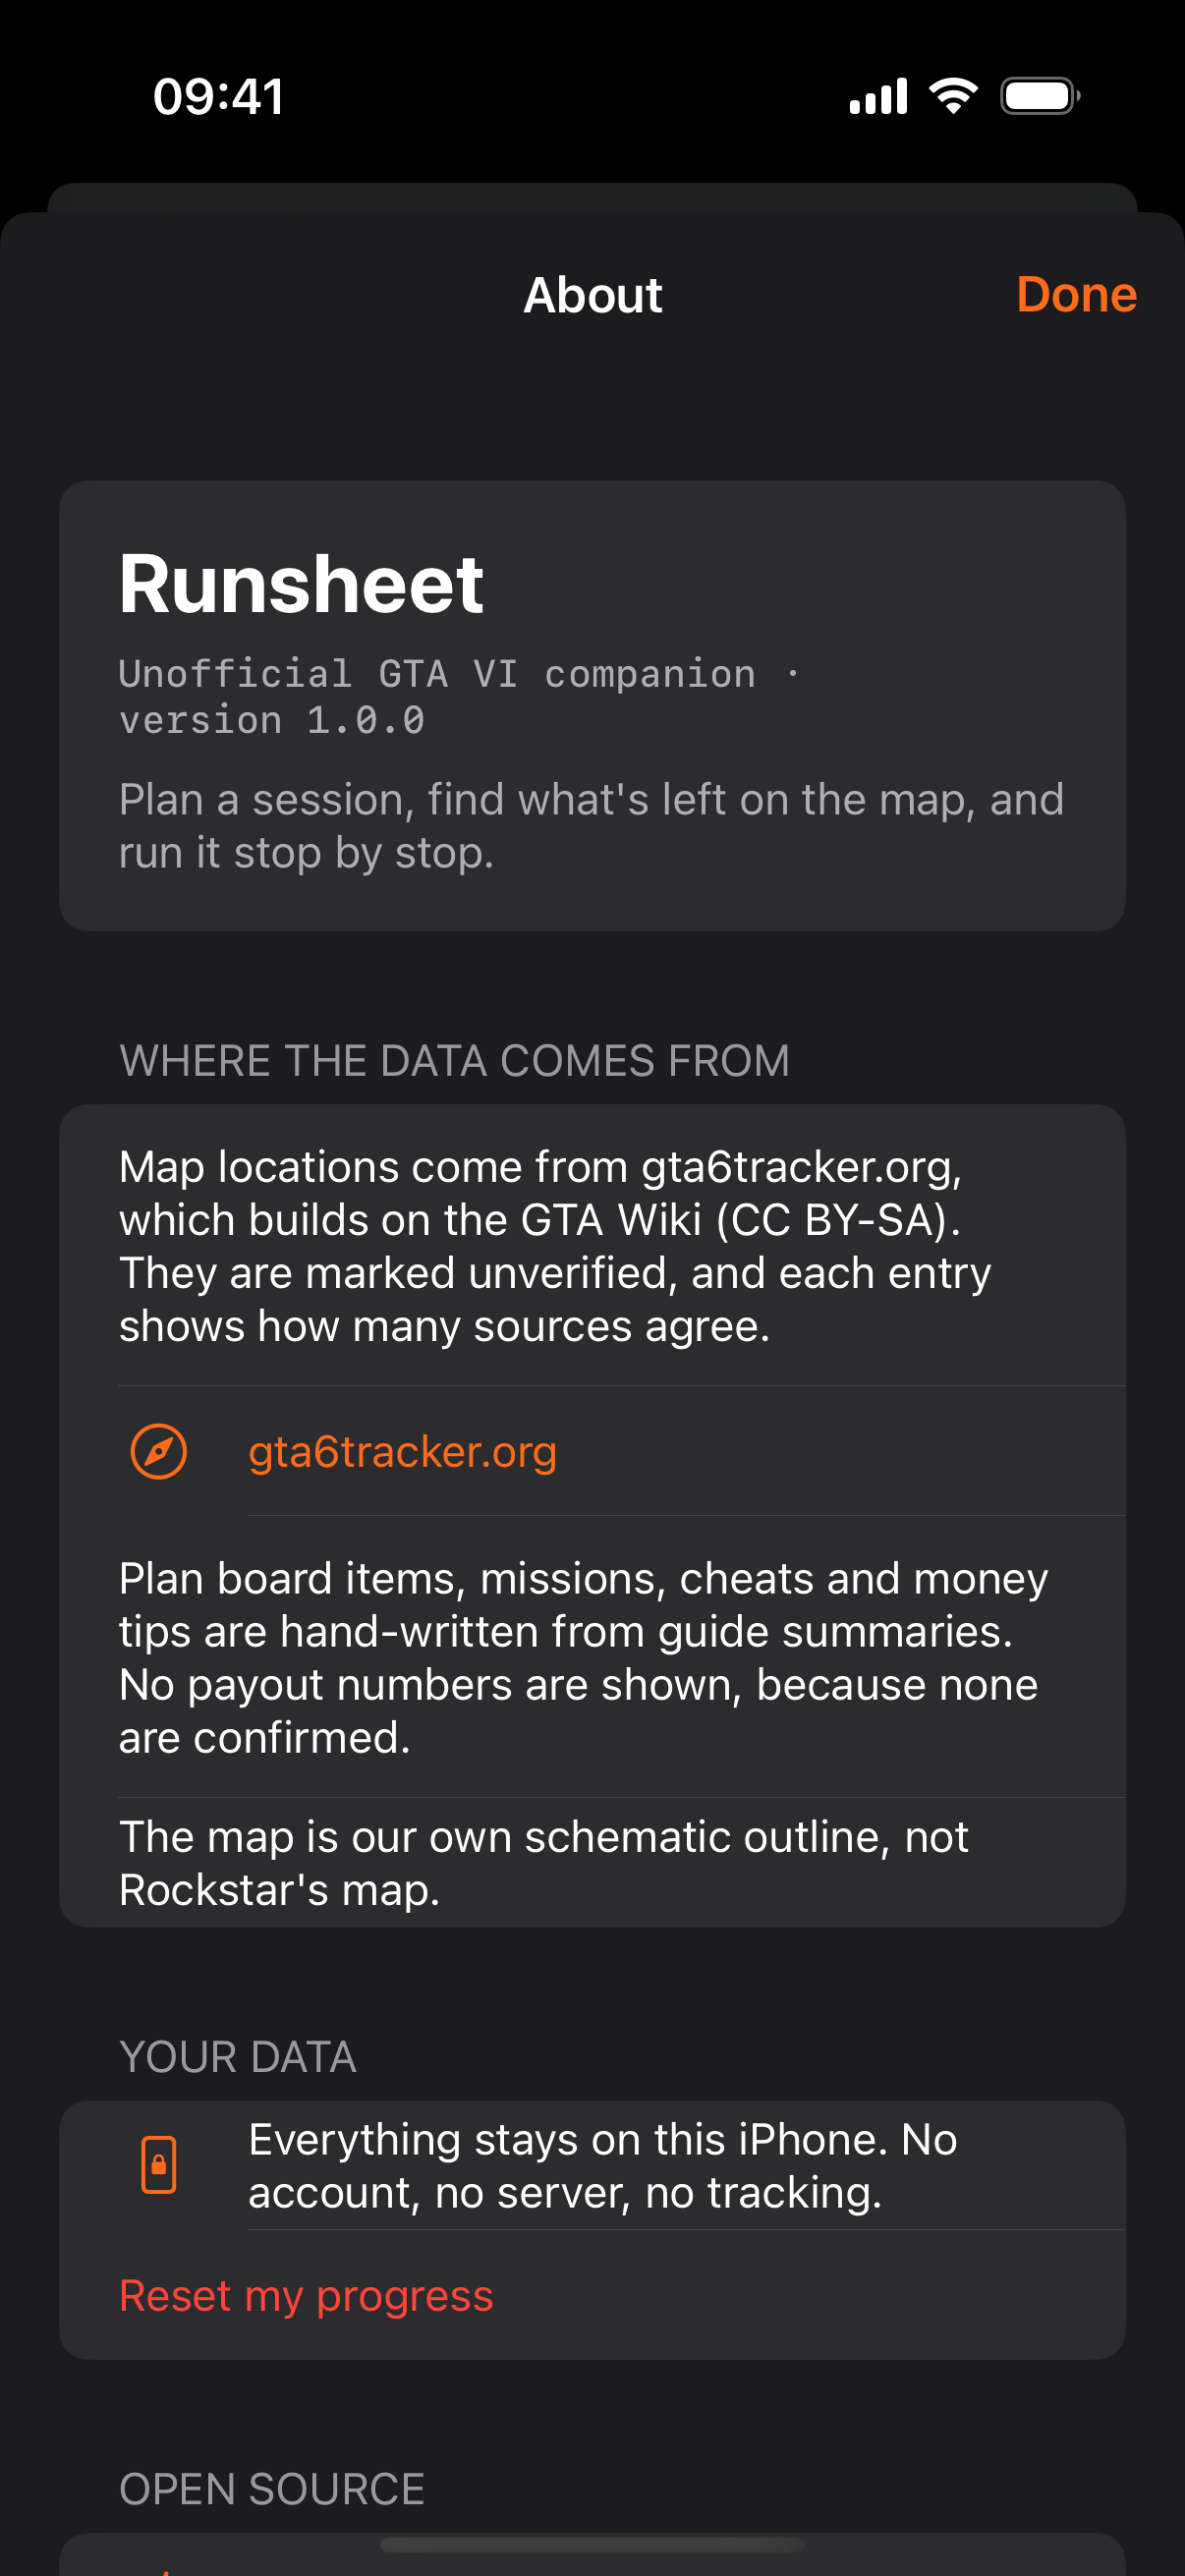 09:41
About
Done
Runsheet
Unofficial GTA VI companion ·
version 1.0.0
Plan a session, find what's left on the map, and
run it stop by stop.
WHERE THE DATA COMES FROM
Map locations come from gta6tracker.org,
which builds on the GTA Wiki (CC BY-SA).
They are marked unverified, and each entry
shows how many sources agree.
gta6tracker.org
Plan board items, missions, cheats and money
tips are hand-written from guide summaries.
No payout numbers are shown, because none
are confirmed.
The map is our own schematic outline, not
Rockstar's map.
YOUR DATA
Everything stays on this iPhone. No
account, no server, no tracking.
Reset my progress
OPEN SOURCE